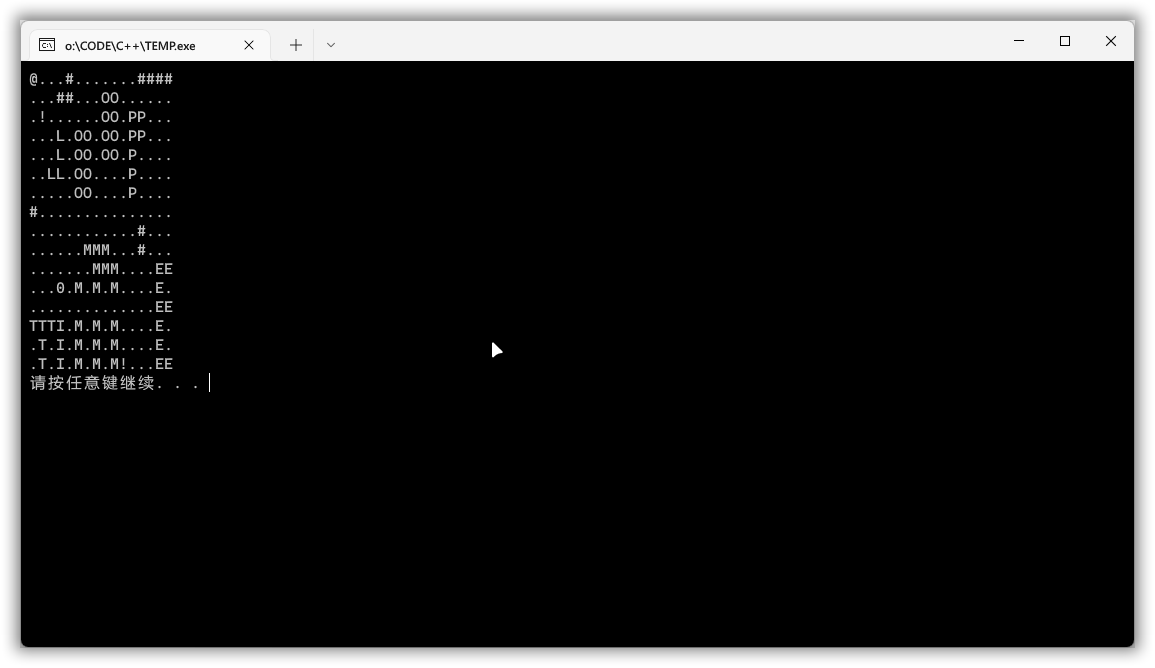 o:\CODE\C++\TEMP.exe
@...#.......####
...##...OO......
.!......OO.PP...
...L.OO.OO.PP...
...L.OO.OO.P....
..LL.OO....P....
.....OO....P....
#...............
............#...
......MMM...#...
.......MMM....EE
...0.M.M.M....E.
..............EE
TTTI.M.M.M....E.
.T.I.M.M.M....E.
.T.I.M.M.M!...EE
请按任意键继续. . .